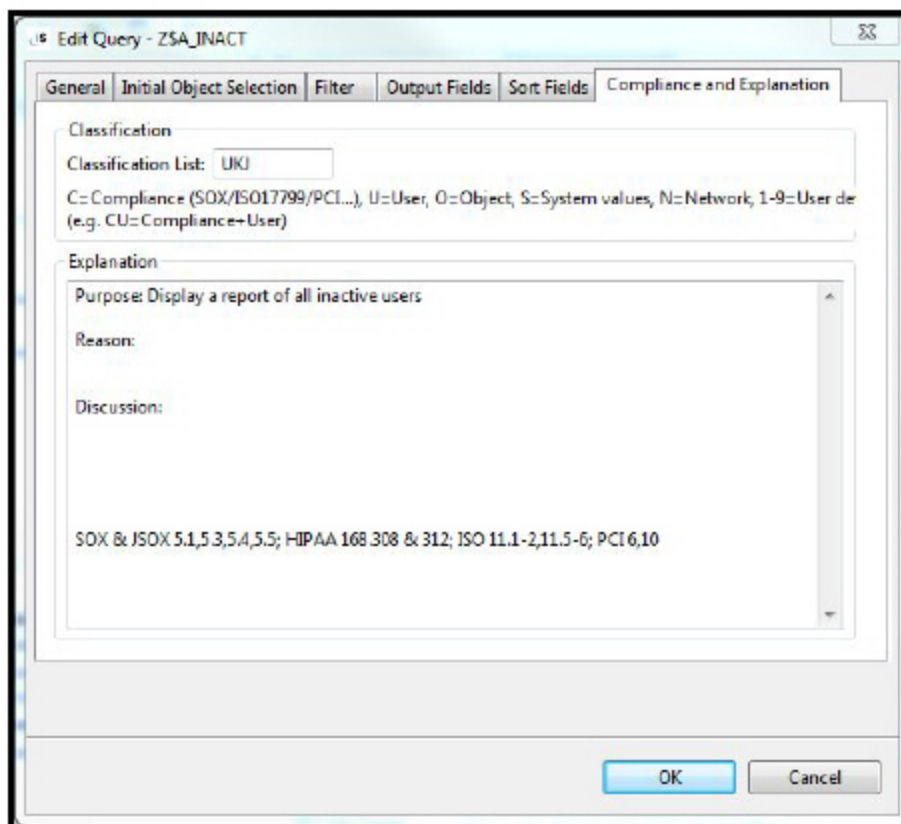 Edit Query - Z$A_INACT
General Initial Object Selection Filter Output Fields Sort Fields Compliance and Explanation
Classification
Classification List: UKJ
C=Compliance (SOX/ISO17799/PCI...), U=User, O=Object, S=System values, N=Network, 1-9=User de
(e.g. CU=Compliance+User)
Explanation
Purpose: Display a report of all inactive users
Reason:
Discussion:
SOX & JSOX 5.1,5.3,5.4,5.5; HIPAA 168.308 & 312; ISO 11.1-2,11.5-6; PCI 6,10
OK Cancel